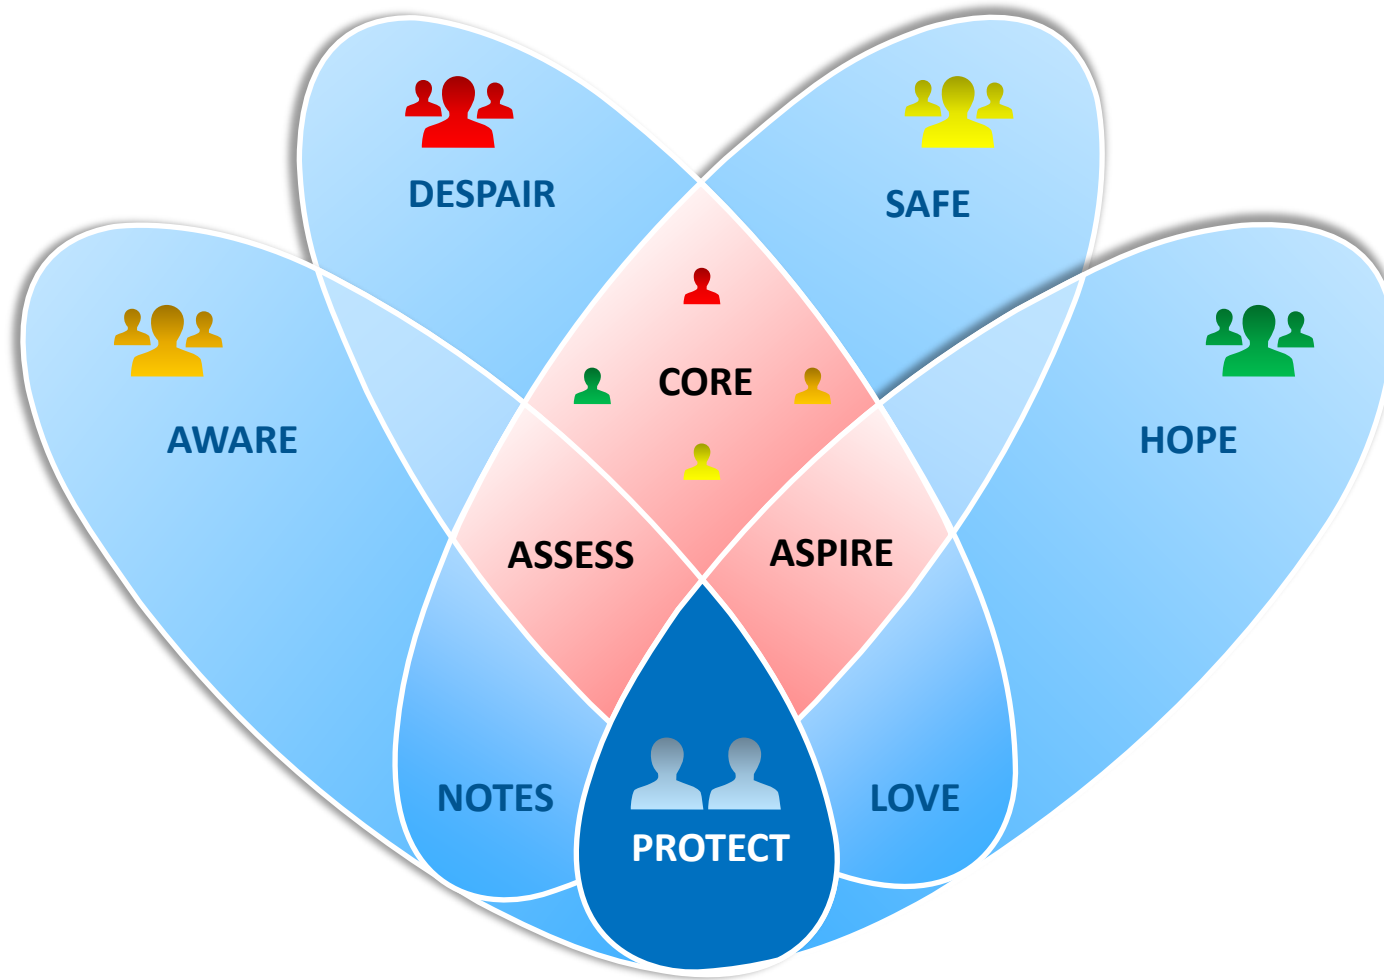 DESPAIR
SAFE
AWARE
CORE
HOPE
ASSESS
ASPIRE
NOTES
LOVE
PROTECT